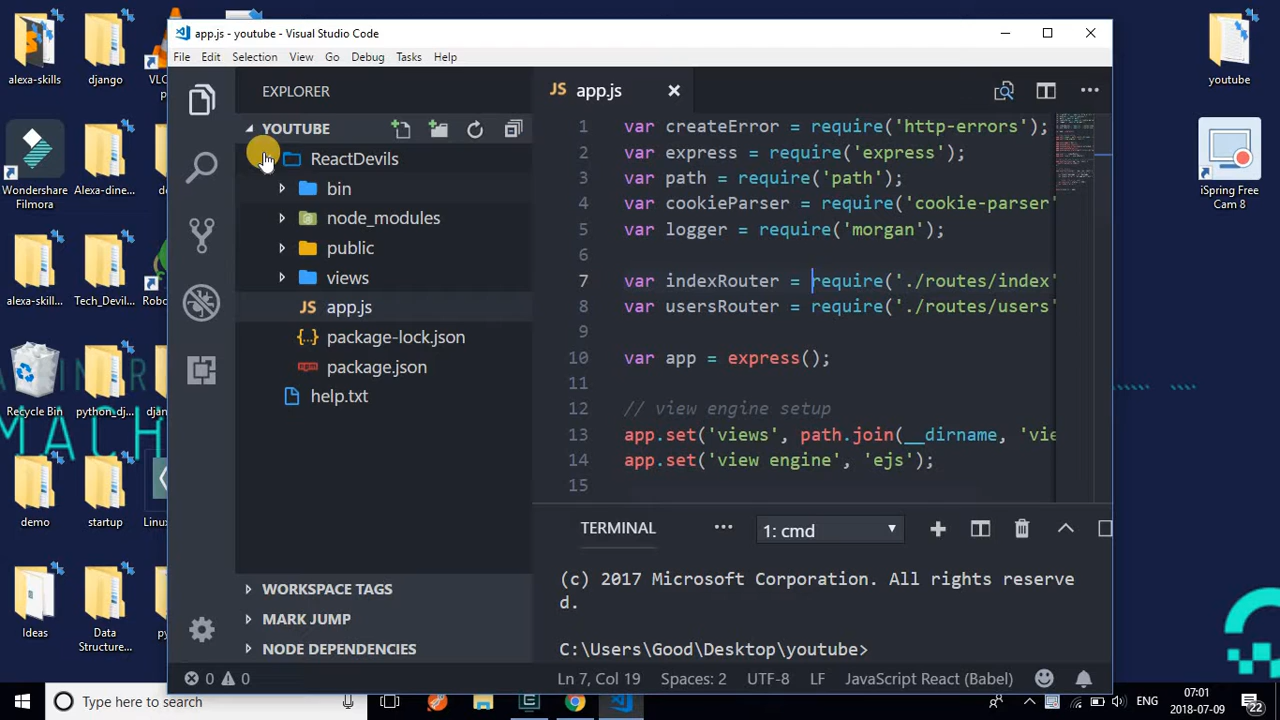 app.js - youtube - Visual Studio Code
File Edit Selection View Go Debug Tasks Help
EXPLORER
YOUTUBE
ReactDevils
bin
node_modules
public
views
JS app.js
{..} package-lock.json
package.json
help.txt
WORKSPACE TAGS
MARK JUMP
NODE DEPENDENCIES
JS app.js
1 var createError = require('http-errors');
2 var express = require('express');
3 var path = require('path');
4 var cookieParser = require('cookie-parser'
5 var logger = require('morgan');
6
7 var indexRouter = require('./routes/index'
8 var usersRouter = require('./routes/users'
9
10 var app = express();
11
12 // view engine setup
13 app.set('views', path.join(__dirname, 'vie
14 app.set('view engine', 'ejs');
15
TERMINAL ••• 1: cmd
(c) 2017 Microsoft Corporation. All rights reserve
d.
C:\Users\Good\Desktop\youtube>
0 0 Ln 7, Col 19 Spaces: 2 UTF-8 LF JavaScript React (Babel)
alexa-skills
django
VLC
Wondershare
Filmora
Alexa-dine...
alexa-skill...
Tech_Devil...
Robo
Recycle Bin
python_dj...
MACH
demo
startup
Linux
Ideas
Data
Structure...
youtube
iSpring Free
Cam 8
Type here to search
ENG
07:01
2018-07-09
22